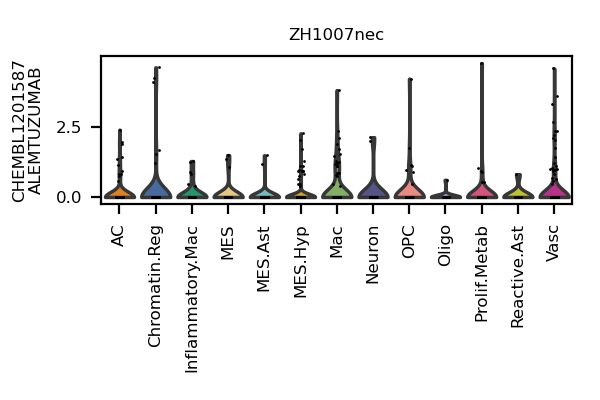 ZH1007nec
CHEMBL1201587
ALEMTUZUMAB
2.5
0.0
AC
Chromatin.Reg
Inflammatory.Mac
MES
MES.Ast
MES.Hyp
Mac
Neuron
OPC
Oligo
Prolif.Metab
Reactive.Ast
Vasc